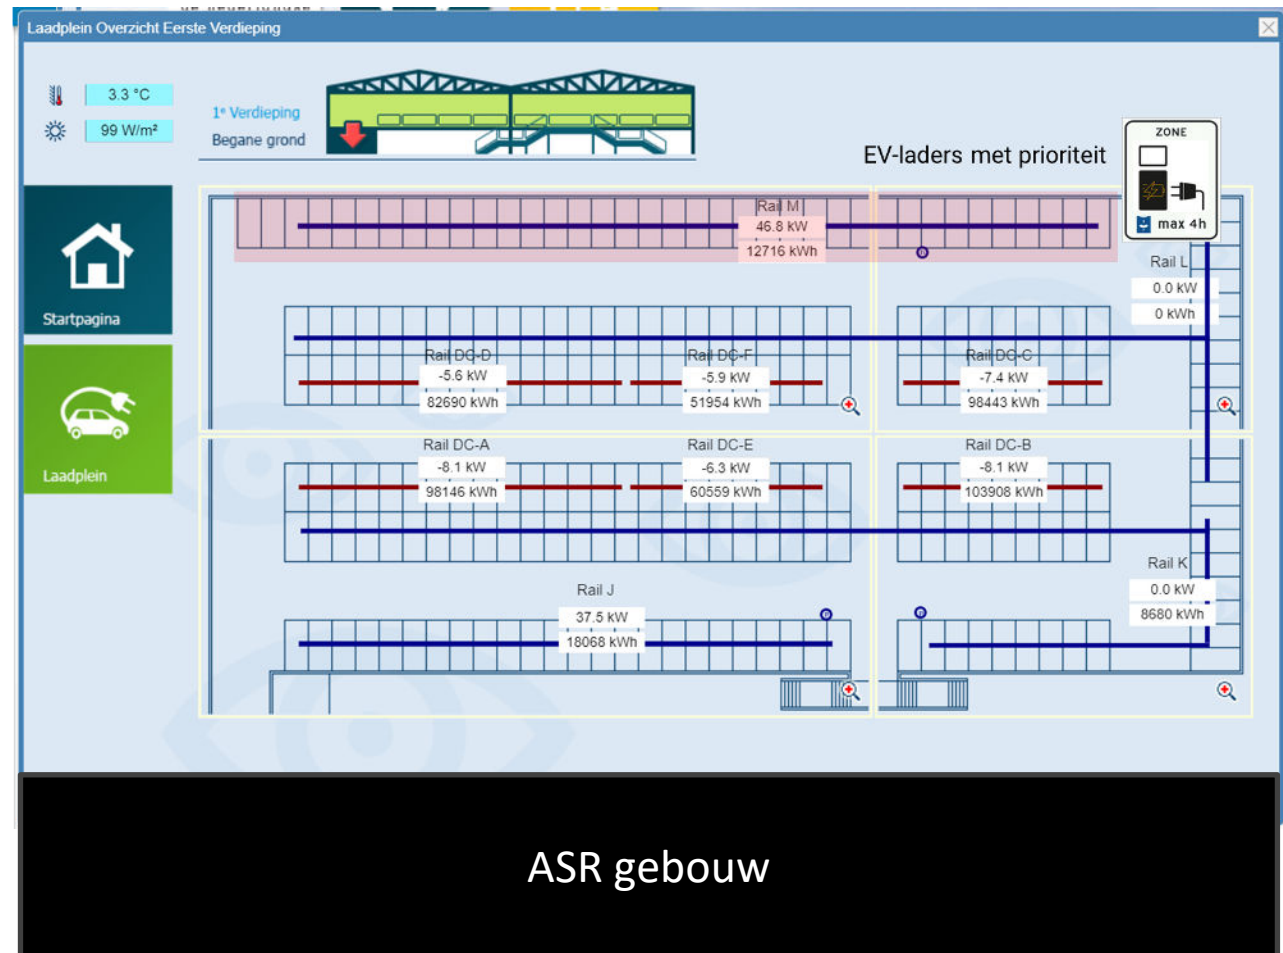 Laadplein Overzicht Eerste Verdieping
3.3 °C
99 W/m²
1e Verdieping
Begane grond
EV-laders met prioriteit
ZONE
max 4h
Startpagina
Laadplein
Rail M
46.8 kW
12716 kWh
Rail L
0.0 kW
0 kWh
Rail DC-D
-5.6 kW
82690 kWh
Rail DC-F
-5.9 kW
51954 kWh
Rail DC-C
-7.4 kW
98443 kWh
Rail DC-A
-8.1 kW
98146 kWh
Rail DC-E
-6.3 kW
60559 kWh
Rail DC-B
-8.1 kW
103908 kWh
Rail J
37.5 kW
18068 kWh
Rail K
0.0 kW
8680 kWh
ASR gebouw